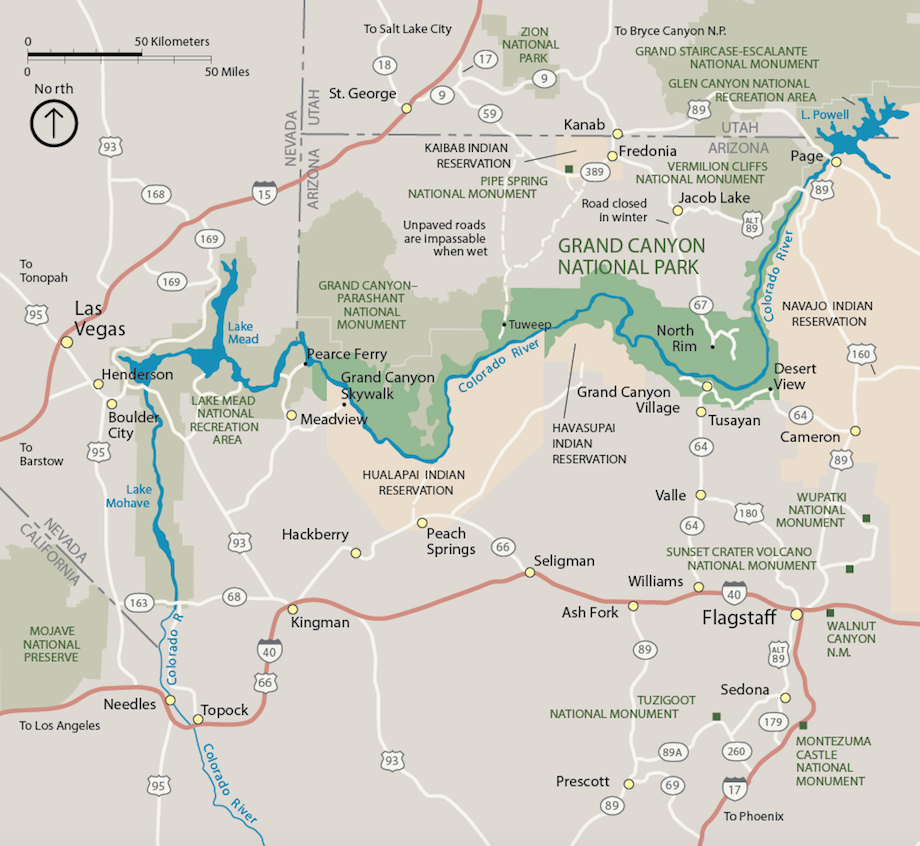 0 50 Kilometers
0 50 Miles
No rth
To Salt Lake City
ZION
NATIONAL
PARK
To Bryce Canyon N.P.
GRAND STAIRCASE-ESCALANTE
NATIONAL MONUMENT
GLEN CANYON NATIONAL
RECREATION AREA
18
17
9
9
59
St. George
89
L. Powell
NEVADA
UTAH
ARIZONA
UTAH
ARIZONA
Kanab
Fredonia
KAIBAB INDIAN
RESERVATION
389
PIPE SPRING
NATIONAL MONUMENT
VERMILION CLIFFS
NATIONAL MONUMENT
Page
89
93
168
15
169
169
Road closed
in winter
Jacob Lake
ALT
89
Unpaved roads
are impassable
when wet
GRAND CANYON
NATIONAL PARK
Colorado River
To
Tonopah
95
Las
Vegas
GRAND CANYON–
PARASHANT
NATIONAL
MONUMENT
Lake
Mead
67
NAVAJO INDIAN
RESERVATION
Tuweep
North
Rim
160
Colorado River
Pearce Ferry
Grand Canyon
Skywalk
Henderson
Boulder
City
LAKE MEAD
NATIONAL
RECREATION
AREA
Meadview
Desert
View
Grand Canyon
Village
Tusayan
64
Cameron
HAVASUPAI
INDIAN
RESERVATION
To
Barstow
95
64
89
HUALAPAI INDIAN
RESERVATION
Lake
Mohave
Valle
180
WUPATKI
NATIONAL
MONUMENT
NEVADA
CALIFORNIA
93
Hackberry
Peach
Springs
66
64
Seligman
SUNSET CRATER VOLCANO
NATIONAL MONUMENT
Williams
40
163
68
Kingman
Ash Fork
Flagstaff
WALNUT
CANYON
N.M.
MOJAVE
NATIONAL
PRESERVE
Colorado R
40
66
89
ALT
89
Needles
Topock
To Los Angeles
TUZIGOOT
NATIONAL MONUMENT
Sedona
179
MONTEZUMA
CASTLE
NATIONAL
MONUMENT
Colorado River
95
93
89A
260
Prescott
69
89
17
To Phoenix